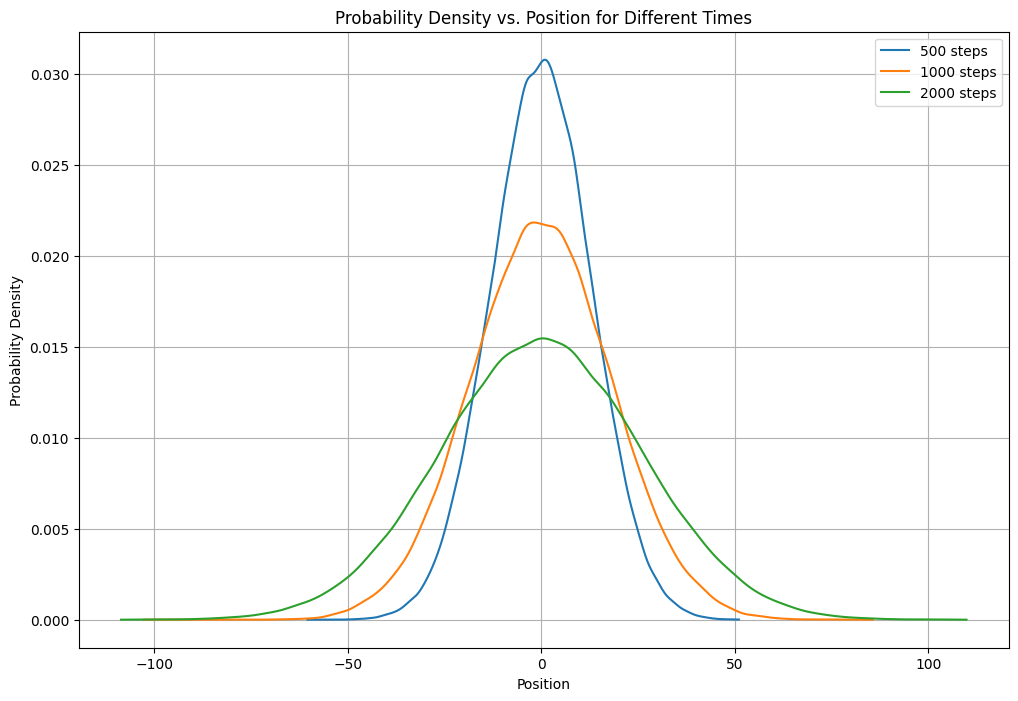 Probability Density vs. Position for Different Times
500 steps
1000 steps
2000 steps
Probability Density
0.030
0.025
0.020
0.015
0.010
0.005
0.000
−100
−50
0
50
100
Position